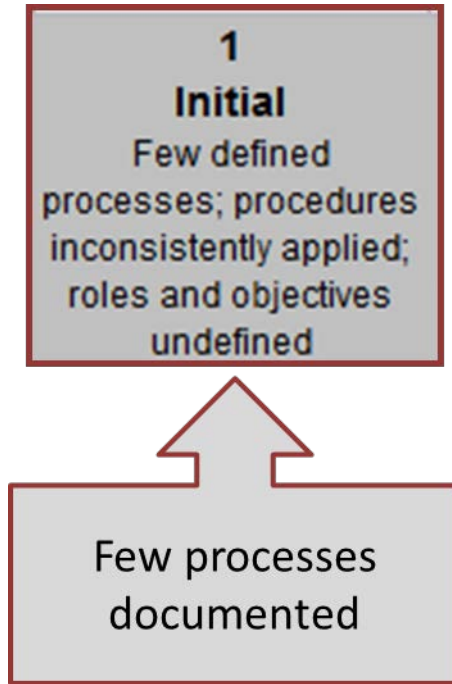 1
Initial
Few defined
processes; procedures
inconsistently applied;
roles and objectives
undefined
Few processes
documented